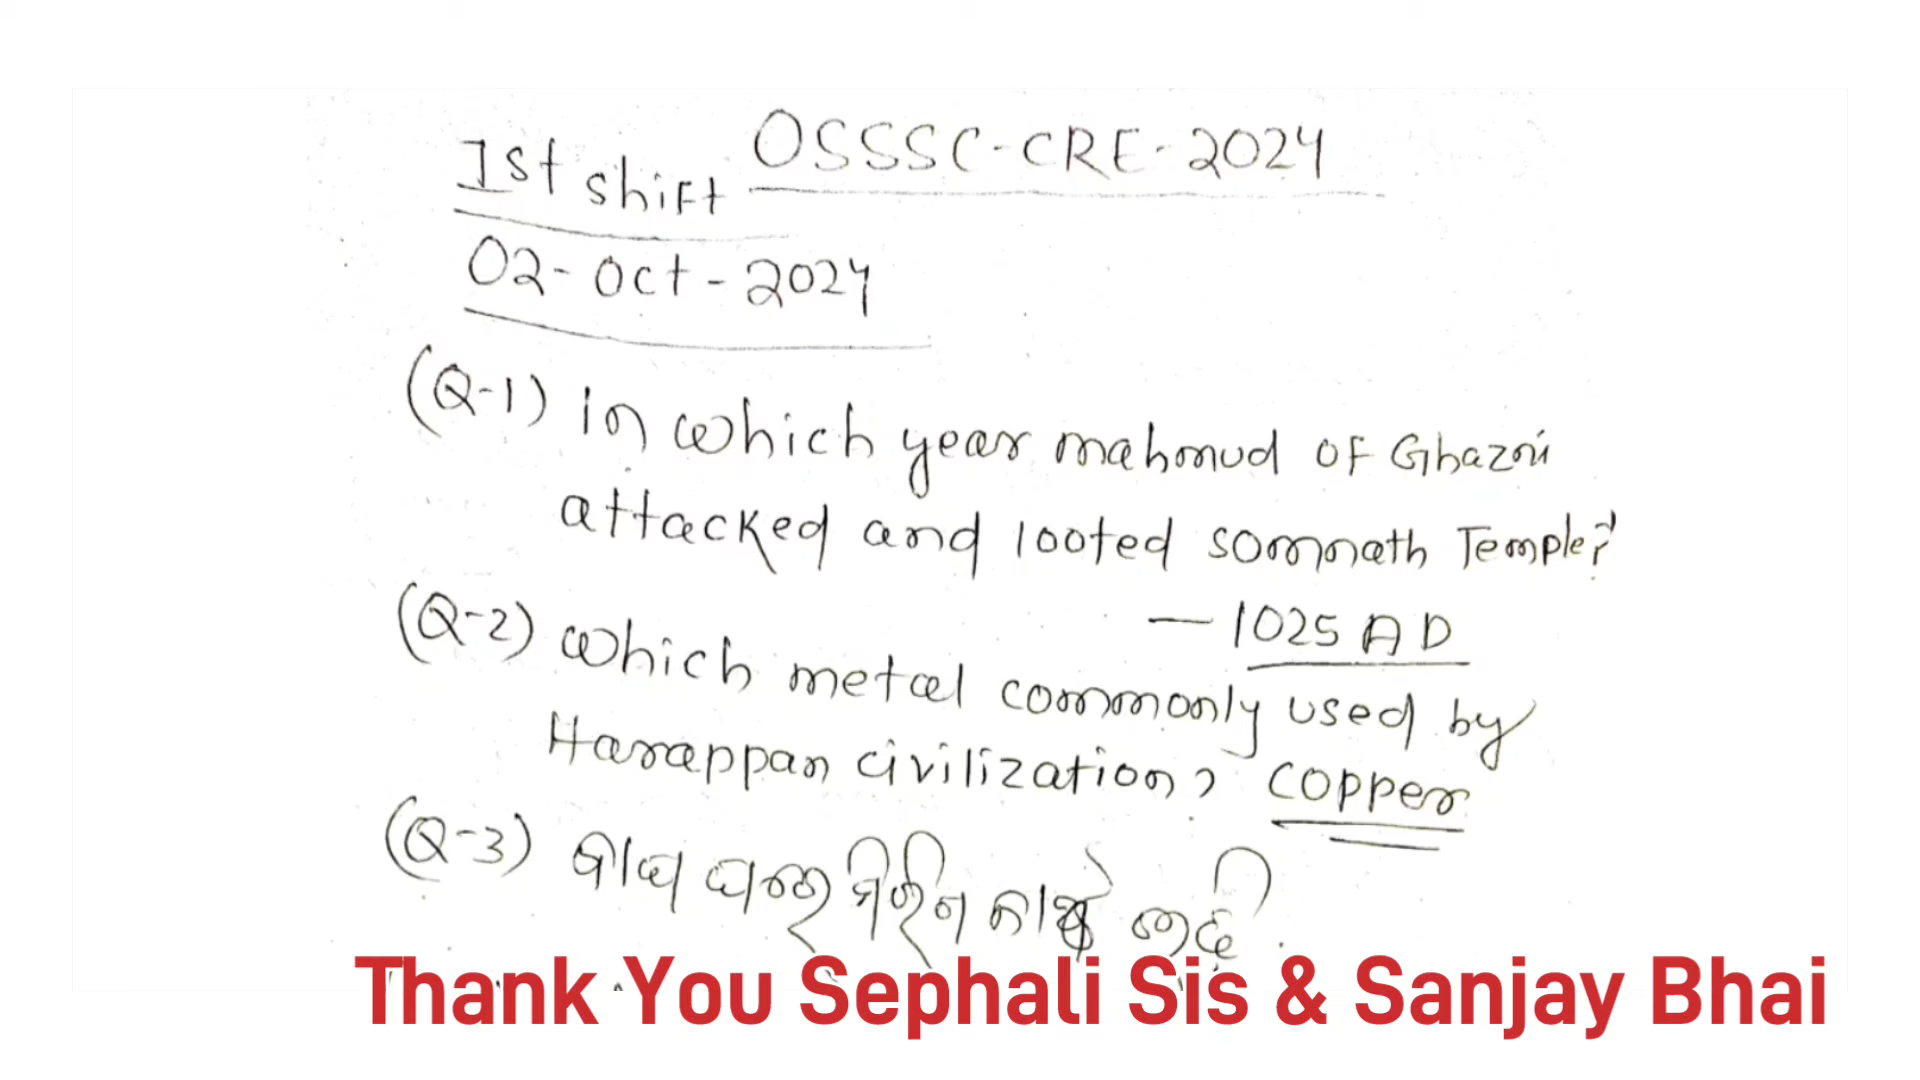 OSSSC-CRE-2024
1st shift
02-Oct-2024
(Q-1) in which year mahmud of Ghazni
attacked and looted somnath Temple?
— 1025 AD
(Q-2) which metal commonly used by
Harappan civilization? copper
(Q-3)
Thank You Sephali Sis & Sanjay Bhai